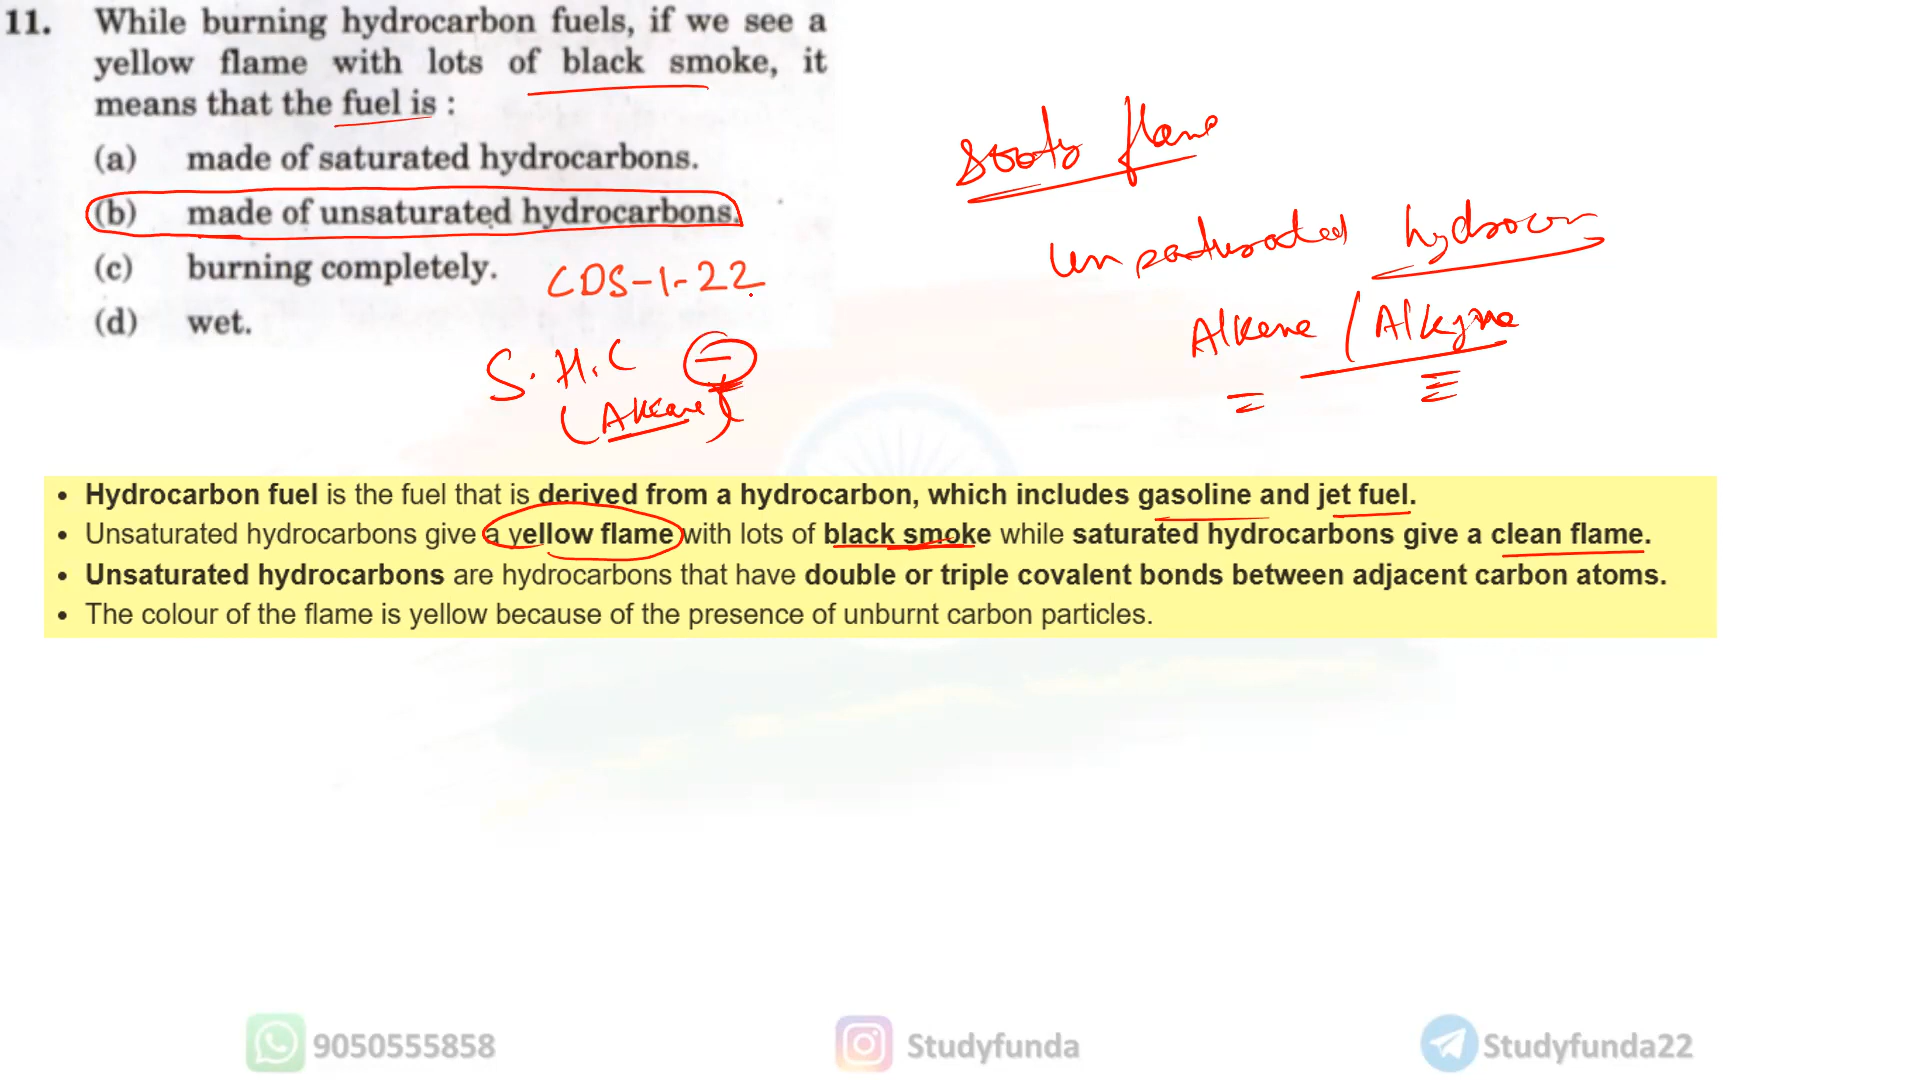 11. While burning hydrocarbon fuels, if we see a
yellow flame with lots of black smoke, it
means that the fuel is :
(a) made of saturated hydrocarbons.
(b) made of unsaturated hydrocarbons.
(c) burning completely.
(d) wet.
CDS-1-22
S.H.C
(Alkane)
sooty flame
unsaturated hydrocarbon
Alkene / Alkyne
• Hydrocarbon fuel is the fuel that is derived from a hydrocarbon, which includes gasoline and jet fuel.
• Unsaturated hydrocarbons give a yellow flame with lots of black smoke while saturated hydrocarbons give a clean flame.
• Unsaturated hydrocarbons are hydrocarbons that have double or triple covalent bonds between adjacent carbon atoms.
• The colour of the flame is yellow because of the presence of unburnt carbon particles.
9050555858
Studyfunda
Studyfunda22